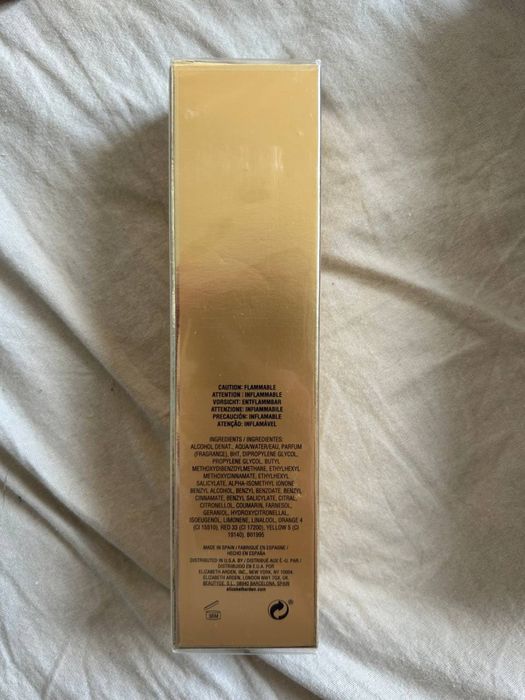 CAUTION: FLAMMABLE
ATTENTION : INFLAMMABLE
VORSICHT: ENTFLAMMBAR
ATTENZIONE: INFIAMMABILE
PRECAUCIÓN: INFLAMABLE
ATENÇÃO: INFLAMÁVEL
INGREDIENTS / INGREDIENTES:
ALCOHOL DENAT., AQUA/WATER/EAU, PARFUM
(FRAGRANCE), BHT, DIPROPYLENE GLYCOL,
PROPYLENE GLYCOL, BUTYL
METHOXYDIBENZOYLMETHANE, ETHYLHEXYL
METHOXYCINNAMATE, ETHYLHEXYL
SALICYLATE, ALPHA-ISOMETHYL IONONE
BENZYL ALCOHOL, BENZYL BENZOATE, BENZYL
CINNAMATE, BENZYL SALICYLATE, CITRAL,
CITRONELLOL, COUMARIN, FARNESOL,
GERANIOL, HYDROXYCITRONELLAL,
ISOEUGENOL, LIMONENE, LINALOOL, ORANGE 4
(CI 15510), RED 33 (CI 17200), YELLOW 5 (CI
19140). B01995
MADE IN SPAIN / FABRIQUÉ EN ESPAGNE /
HECHO EN ESPAÑA
DISTRIBUTED IN U.S.A. BY / DISTRIBUÉ AUX É.-U. PAR /
DISTRIBUIDO EN E.U.A. POR
ELIZABETH ARDEN, INC., NEW YORK, NY 10004.
ELIZABETH ARDEN, LONDON NW1 7QX, UK.
BEAUTYGE, S.L., 08040 BARCELONA, SPAIN
elizabetharden.com